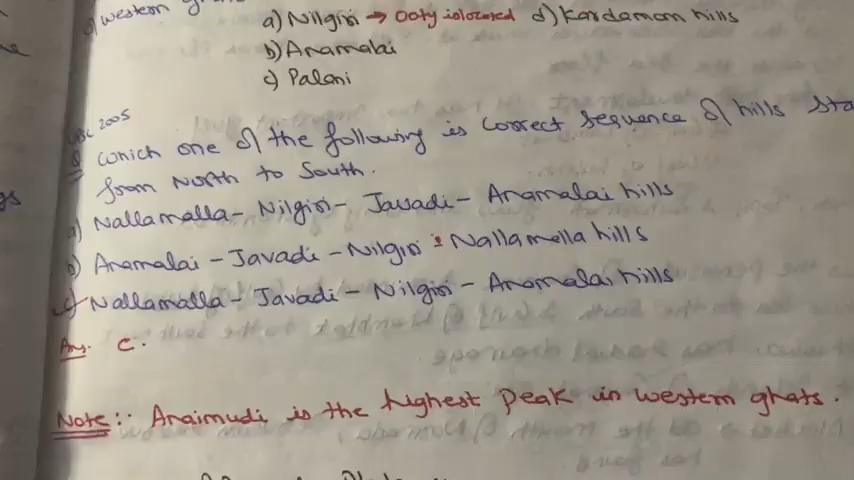 a) Nilgiri → Ooty islocated d) Kardamom hills
b) Anamalai
c) Palani
2005
Q Which one of the following is correct sequence of hills Sta
from North to South.
a) Nallamalla - Nilgiri - Javadi - Anamalai hills
b) Anamalai - Javadi - Nilgiri : Nallamella hills
c) Nallamalla - Javadi - Nilgiri - Anamalai hills
Ans. C.
Note:- Anaimudi is the highest peak in western ghats.